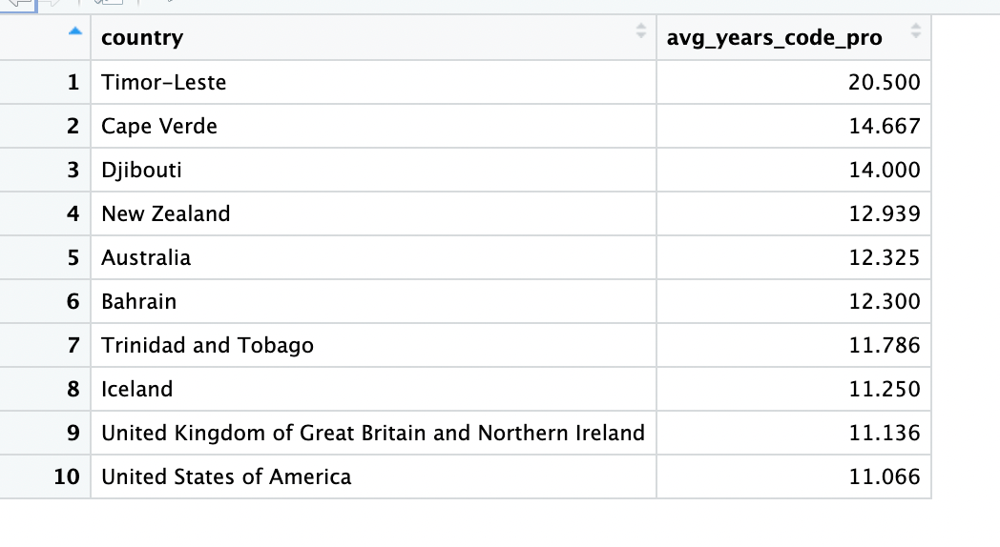 country avg_years_code_pro
1 Timor-Leste 20.500
2 Cape Verde 14.667
3 Djibouti 14.000
4 New Zealand 12.939
5 Australia 12.325
6 Bahrain 12.300
7 Trinidad and Tobago 11.786
8 Iceland 11.250
9 United Kingdom of Great Britain and Northern Ireland 11.136
10 United States of America 11.066